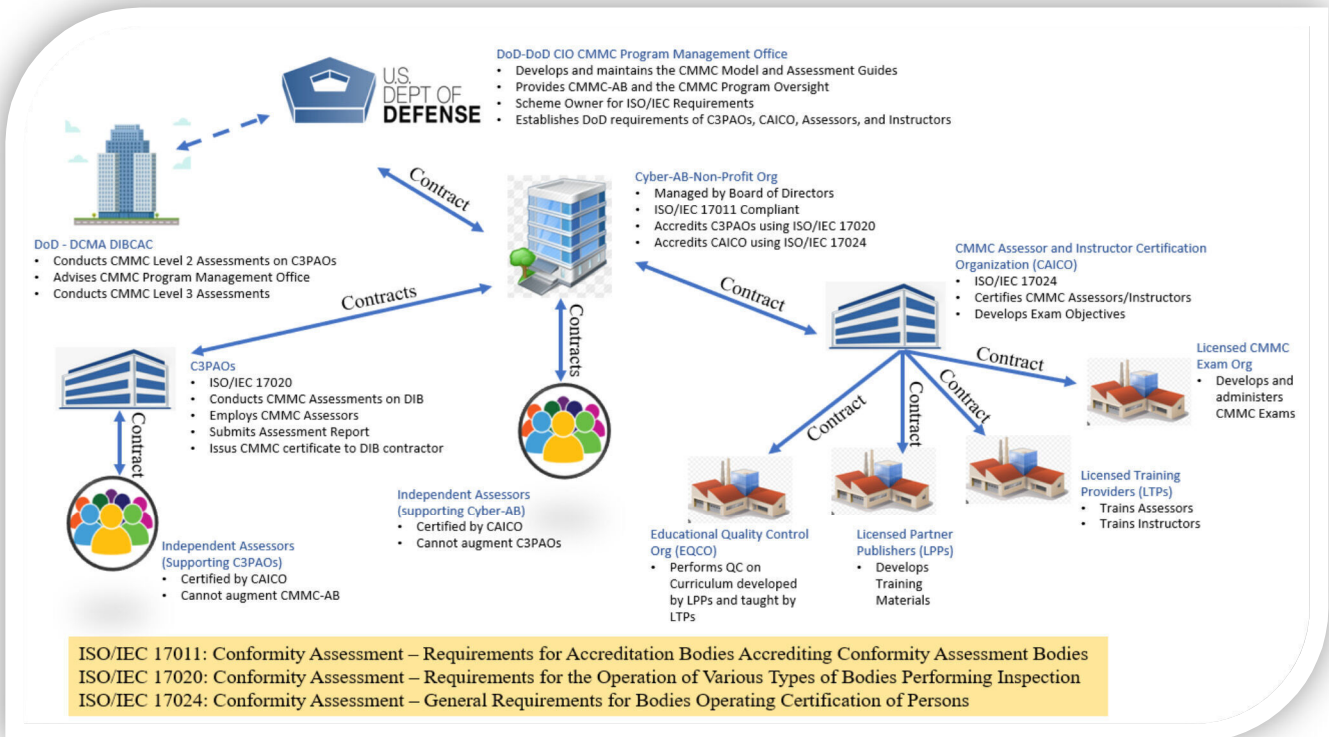 U.S.
DEPT OF
DEFENSE
DoD-DoD CIO CMMC Program Management Office
• Develops and maintains the CMMC Model and Assessment Guides
• Provides CMMC-AB and the CMMC Program Oversight
• Scheme Owner for ISO/IEC Requirements
• Establishes DoD requirements of C3PAOs, CAICO, Assessors, and Instructors
Contract
DoD - DCMA DIBCAC
• Conducts CMMC Level 2 Assessments on C3PAOs
• Advises CMMC Program Management Office
• Conducts CMMC Level 3 Assessments
Cyber-AB-Non-Profit Org
• Managed by Board of Directors
• ISO/IEC 17011 Compliant
• Accredits C3PAOs using ISO/IEC 17020
• Accredits CAICO using ISO/IEC 17024
Contracts
Contracts
Contract
CMMC Assessor and Instructor Certification
Organization (CAICO)
• ISO/IEC 17024
• Certifies CMMC Assessors/Instructors
• Develops Exam Objectives
C3PAOs
• ISO/IEC 17020
• Conducts CMMC Assessments on DIB
• Employs CMMC Assessors
• Submits Assessment Report
• Issus CMMC certificate to DIB contractor
Contract
Independent Assessors
(Supporting C3PAOs)
• Certified by CAICO
• Cannot augment CMMC-AB
Independent Assessors
(supporting Cyber-AB)
• Certified by CAICO
• Cannot augment C3PAOs
Contract
Contract
Contract
Contract
Licensed CMMC
Exam Org
• Develops and
administers
CMMC Exams
Licensed Training
Providers (LTPs)
• Trains Assessors
• Trains Instructors
Educational Quality Control
Org (EQCO)
• Performs QC on
Curriculum developed
by LPPs and taught by
LTPs
Licensed Partner
Publishers (LPPs)
• Develops
Training
Materials
ISO/IEC 17011: Conformity Assessment – Requirements for Accreditation Bodies Accrediting Conformity Assessment Bodies
ISO/IEC 17020: Conformity Assessment – Requirements for the Operation of Various Types of Bodies Performing Inspection
ISO/IEC 17024: Conformity Assessment – General Requirements for Bodies Operating Certification of Persons